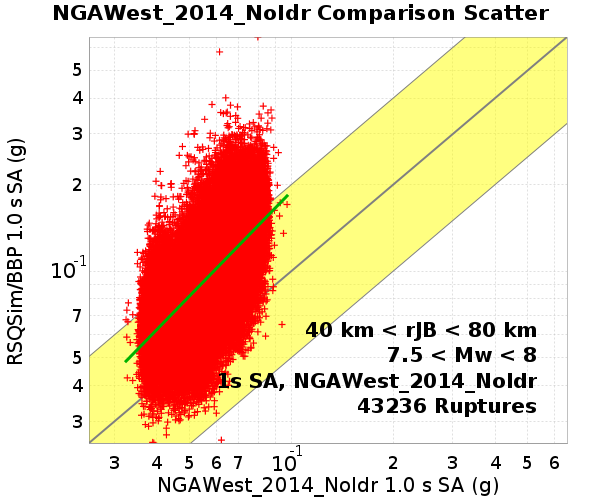 NGAWest_2014_NoIdr Comparison Scatter
RSQSim/BBP 1.0 s SA (g)
5
4
3
2
10^-1
7
5
4
3
40 km < rJB < 80 km
7.5 < Mw < 8
1s SA, NGAWest_2014_NoIdr
43236 Ruptures
3 4 5 6 7 10^-1 2 3 4 5 6
NGAWest_2014_NoIdr 1.0 s SA (g)